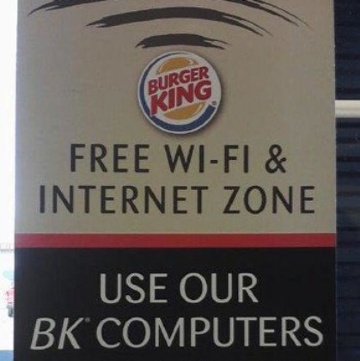 BURGER
KING
FREE WI-FI &
INTERNET ZONE
USE OUR
BK® COMPUTERS